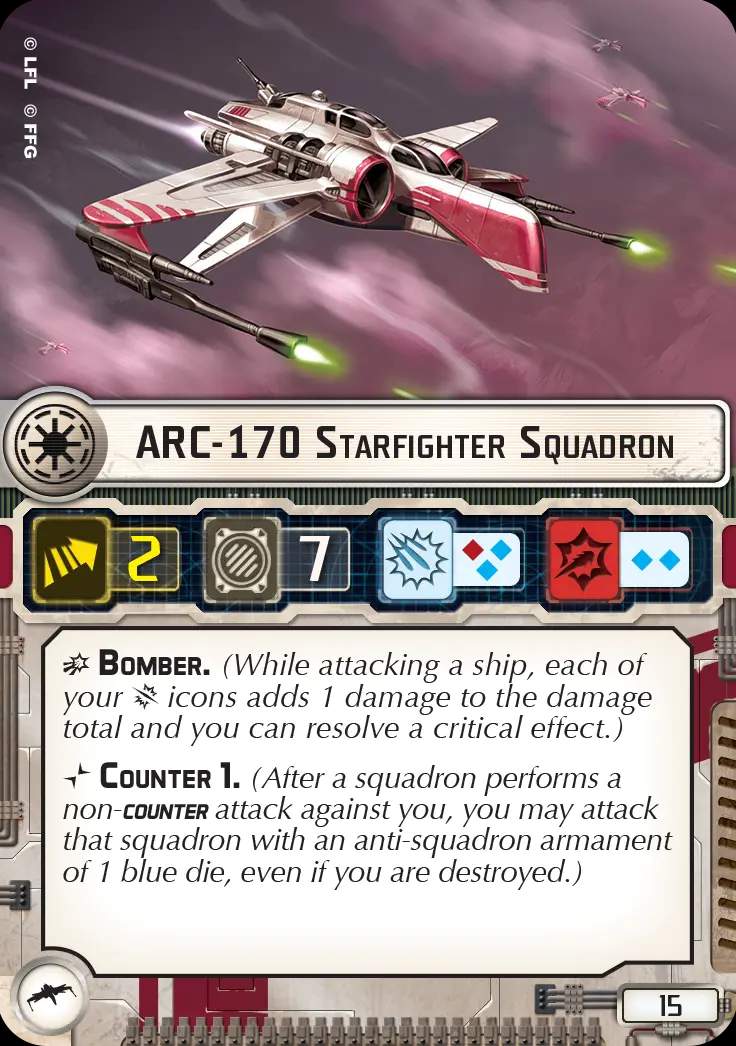 © LFL © FFG
ARC-170 STARFIGHTER SQUADRON
2 7
BOMBER. (While attacking a ship, each of
your icons adds 1 damage to the damage
total and you can resolve a critical effect.)
COUNTER 1. (After a squadron performs a
non-COUNTER attack against you, you may attack
that squadron with an anti-squadron armament
of 1 blue die, even if you are destroyed.)
15